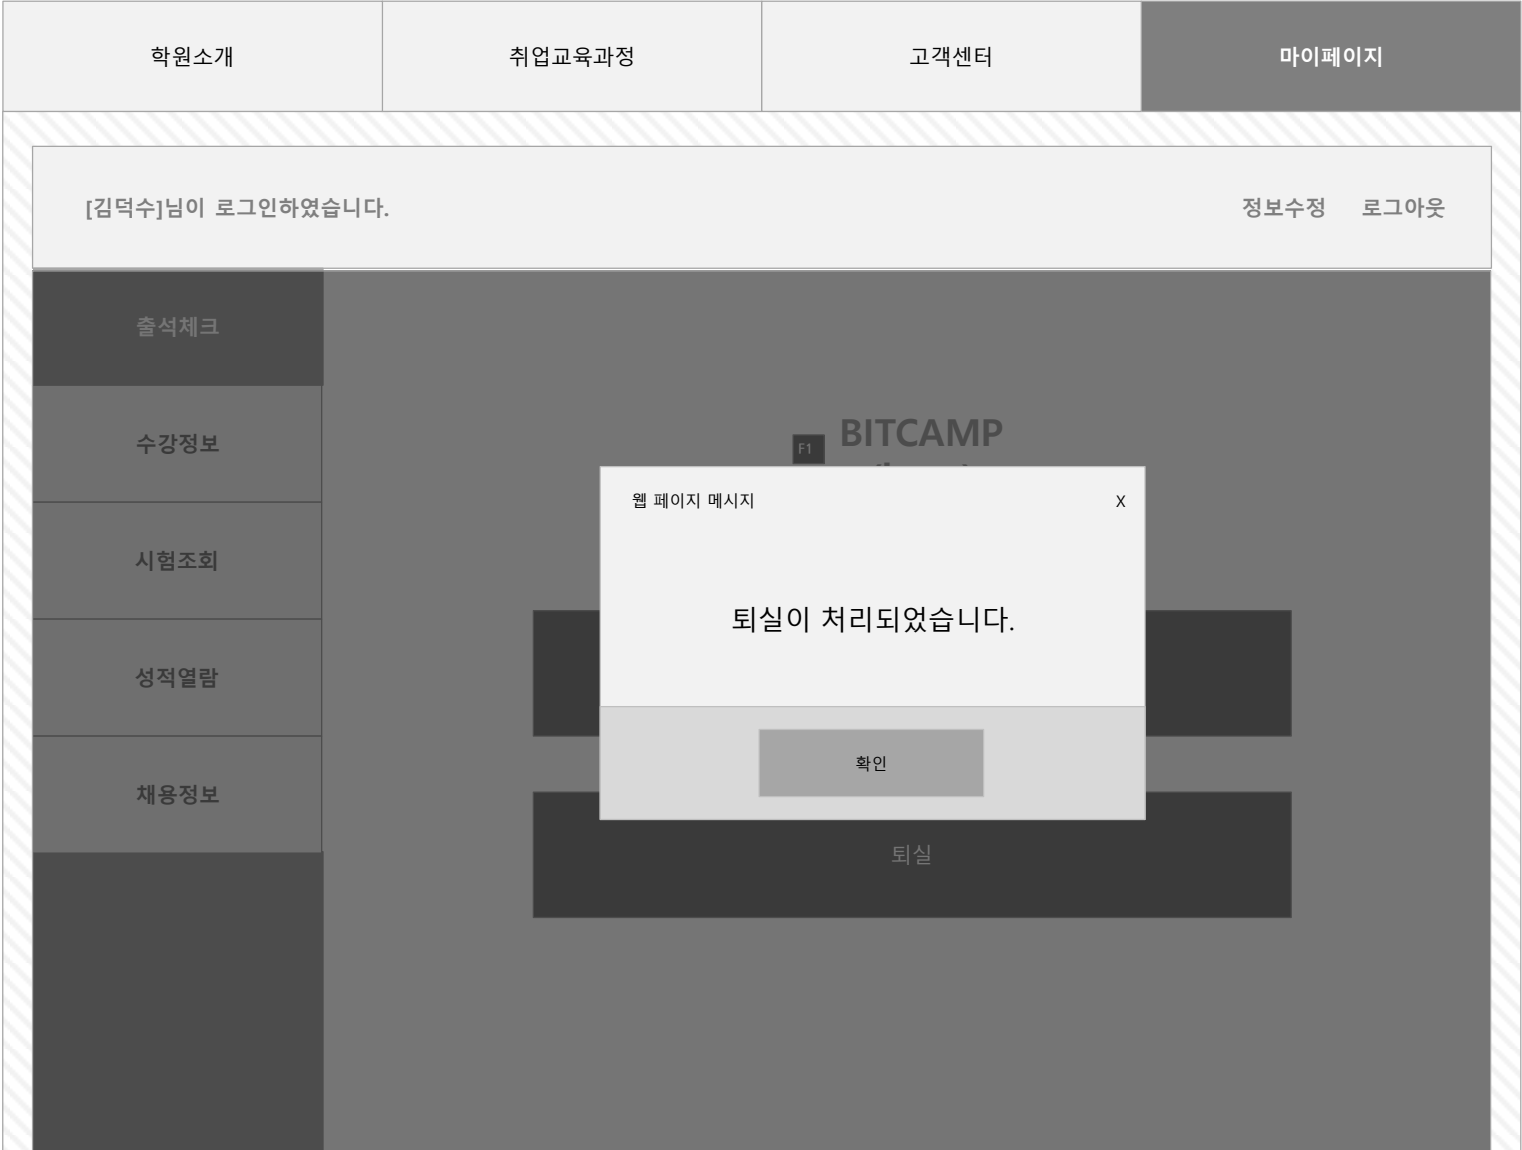 학원소개
취업교육과정
고객센터
마이페이지
[김덕수]님이 로그인하였습니다.
정보수정
로그아웃
출석체크
수강정보
시험조회
성적열람
채용정보
F1
BITCAMP
웹 페이지 메시지
X
퇴실이 처리되었습니다.
확인
퇴실